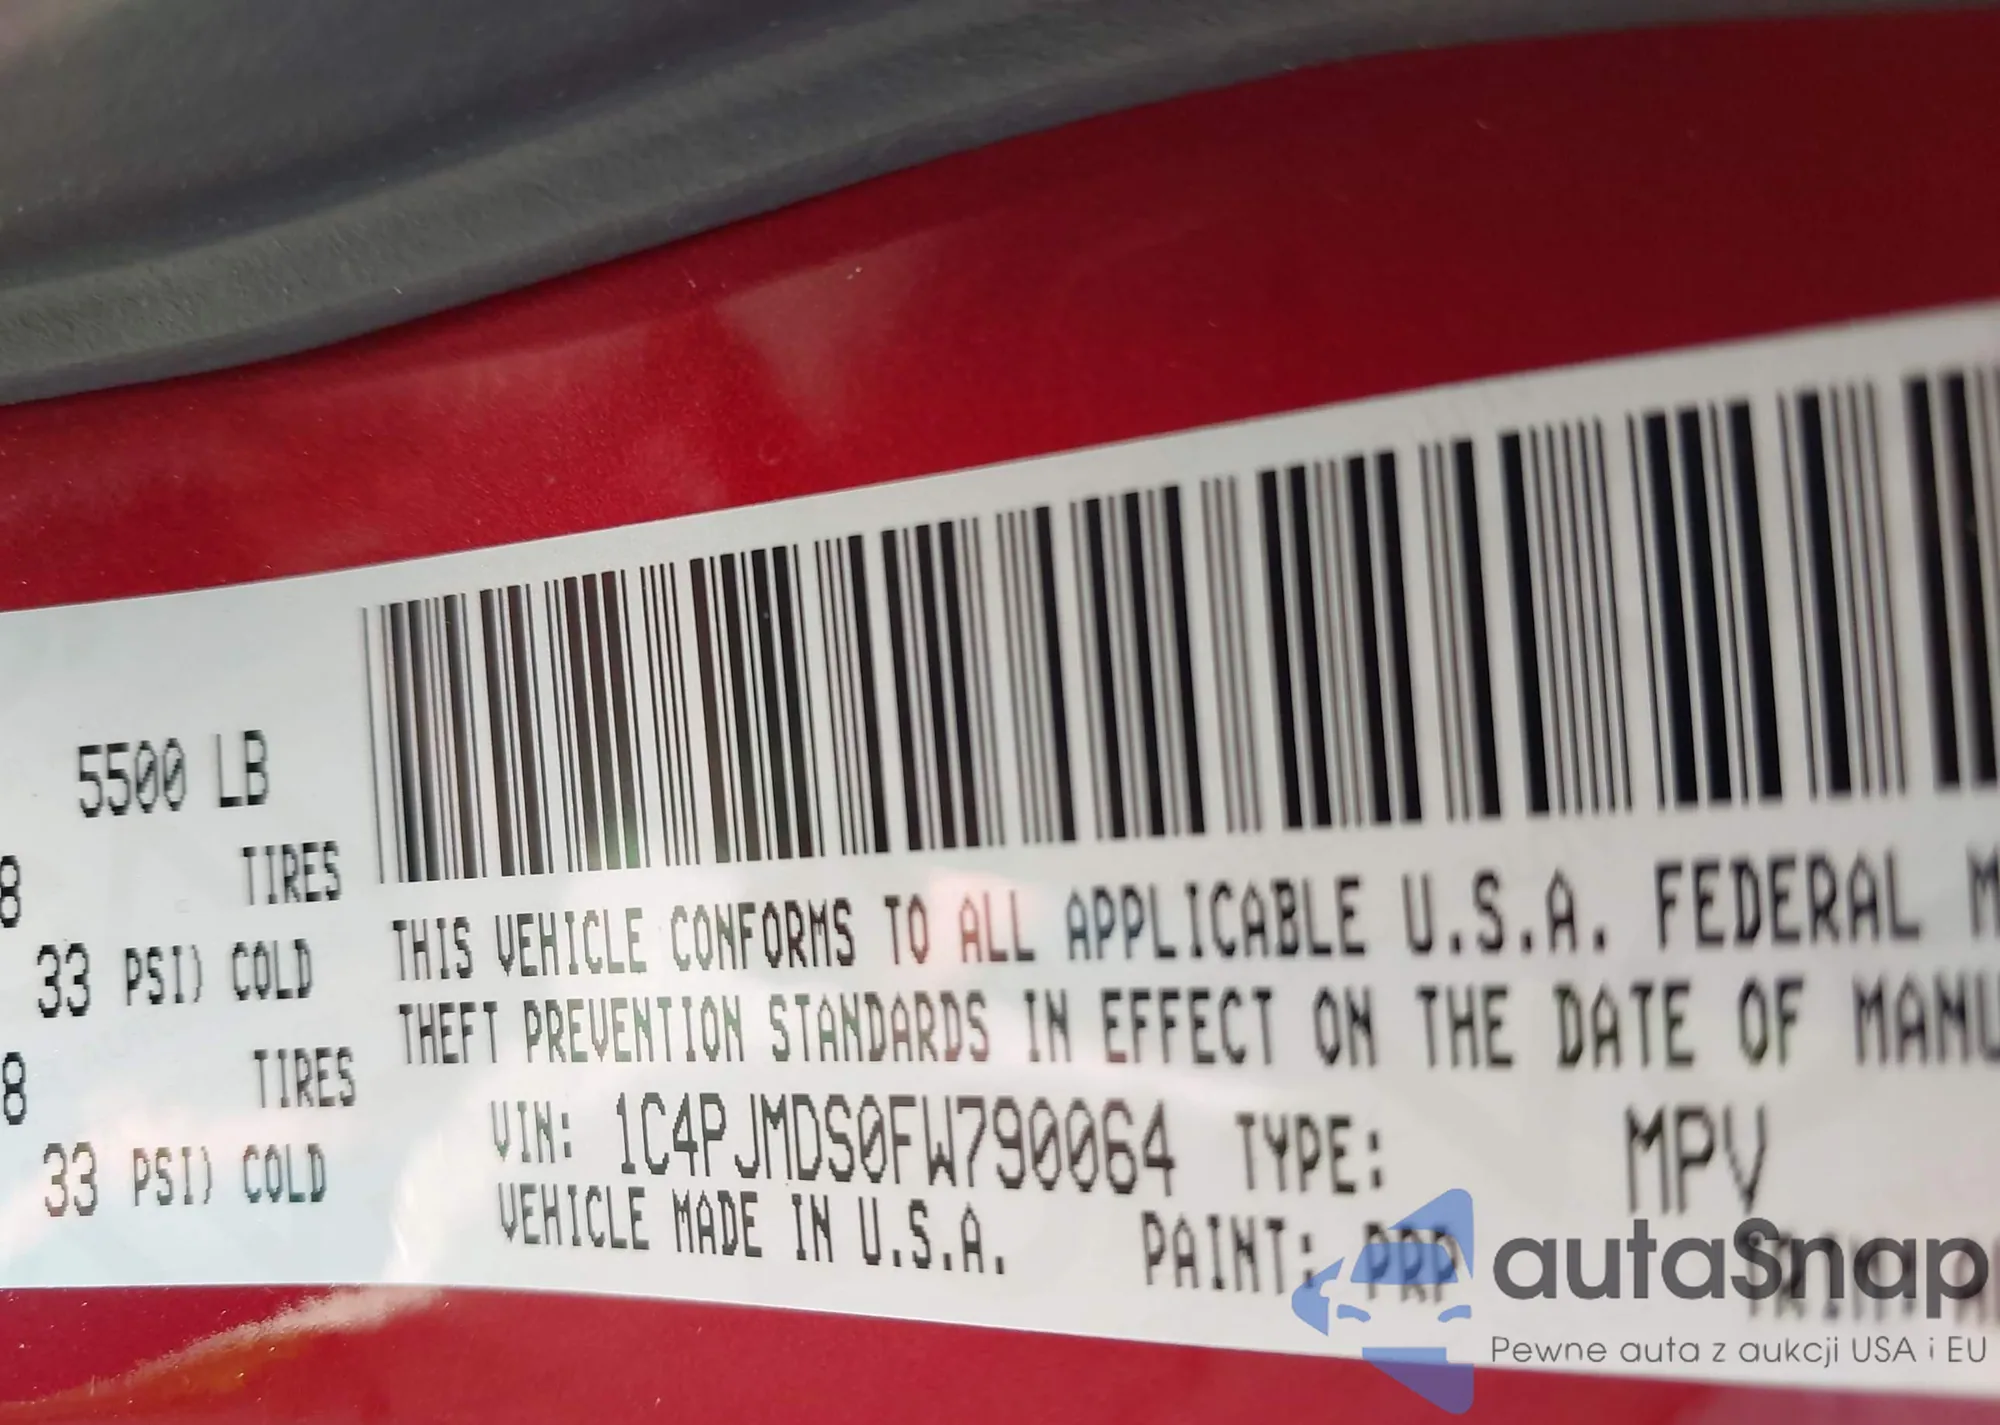 5500 LB
8 TIRES
33 PSI) COLD
8 TIRES
33 PSI) COLD
THIS VEHICLE CONFORMS TO ALL APPLICABLE U.S.A. FEDERAL M
THEFT PREVENTION STANDARDS IN EFFECT ON THE DATE OF MANU
VIN: 1C4PJMDS0FW790064 TYPE: MPV
VEHICLE MADE IN U.S.A. PAINT: PRP
autaSnap
Pewne auta z aukcji USA i EU